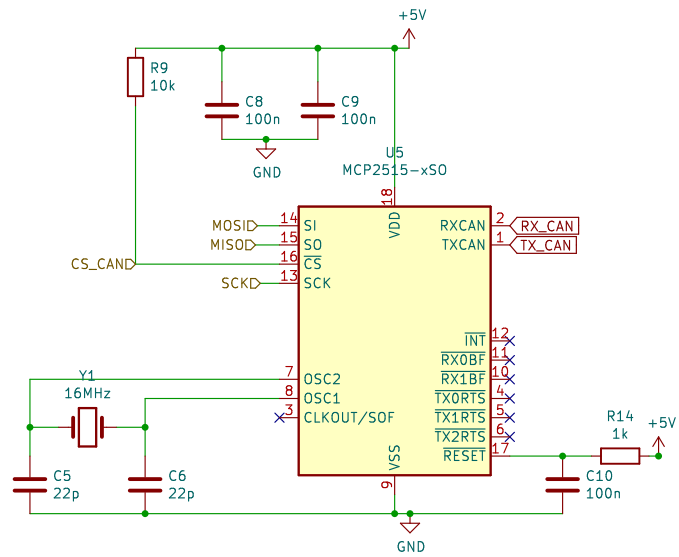 +5V
R9
10k
C8
100n
C9
100n
GND
U5
MCP2515-xSO
18
VDD
MOSI 14 SI
MISO 15 SO
CS_CAN 16 CS
SCK 13 SCK
RXCAN 2 RX_CAN
TXCAN 1 TX_CAN
INT 12
RX0BF 11
RX1BF 10
TX0RTS 4
TX1RTS 5
TX2RTS 6
RESET 17
7 OSC2
8 OSC1
3 CLKOUT/SOF
Y1
16MHz
C5
22p
C6
22p
VSS
9
R14
1k
+5V
C10
100n
GND